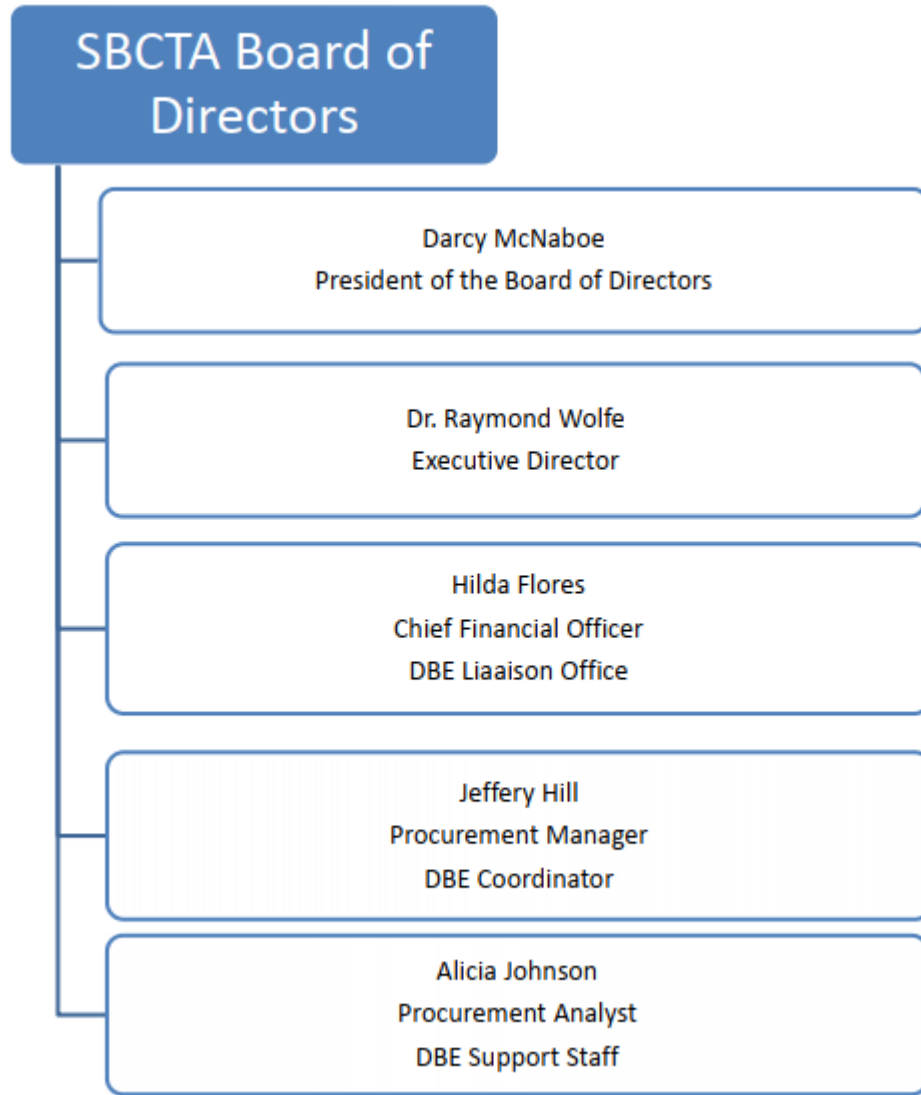 SBCTA Board of
Directors
Darcy McNaboe
President of the Board of Directors
Dr. Raymond Wolfe
Executive Director
Hilda Flores
Chief Financial Officer
DBE Liaaison Office
Jeffery Hill
Procurement Manager
DBE Coordinator
Alicia Johnson
Procurement Analyst
DBE Support Staff